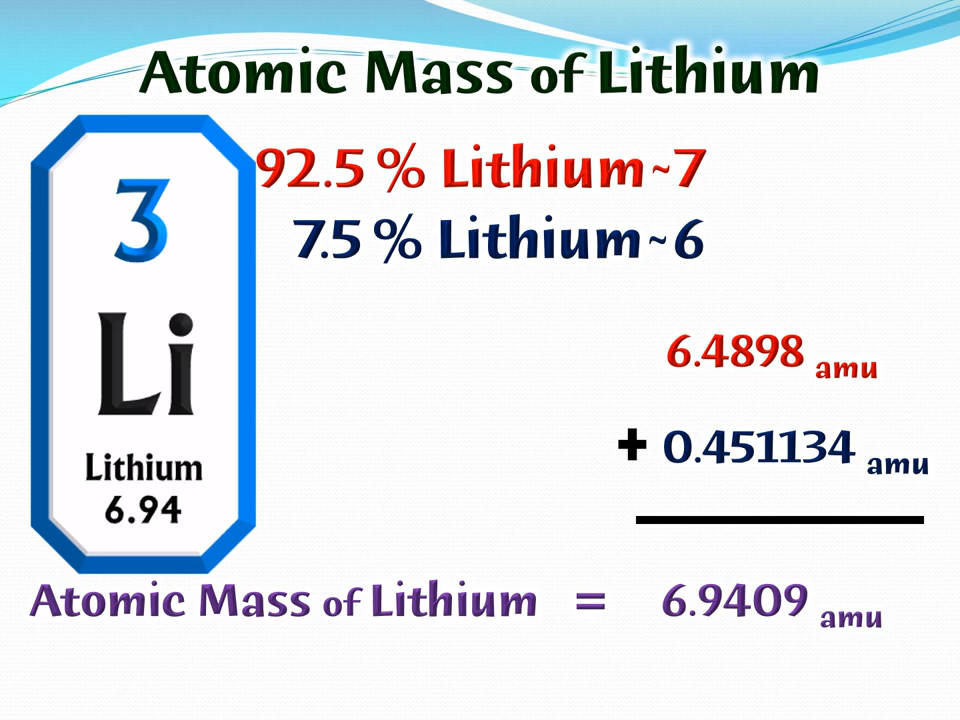 Atomic Mass of Lithium
3
Li
Lithium
6.94
92.5 % Lithium-7
7.5 % Lithium-6
6.4898 amu
+ 0.451134 amu
Atomic Mass of Lithium = 6.9409 amu